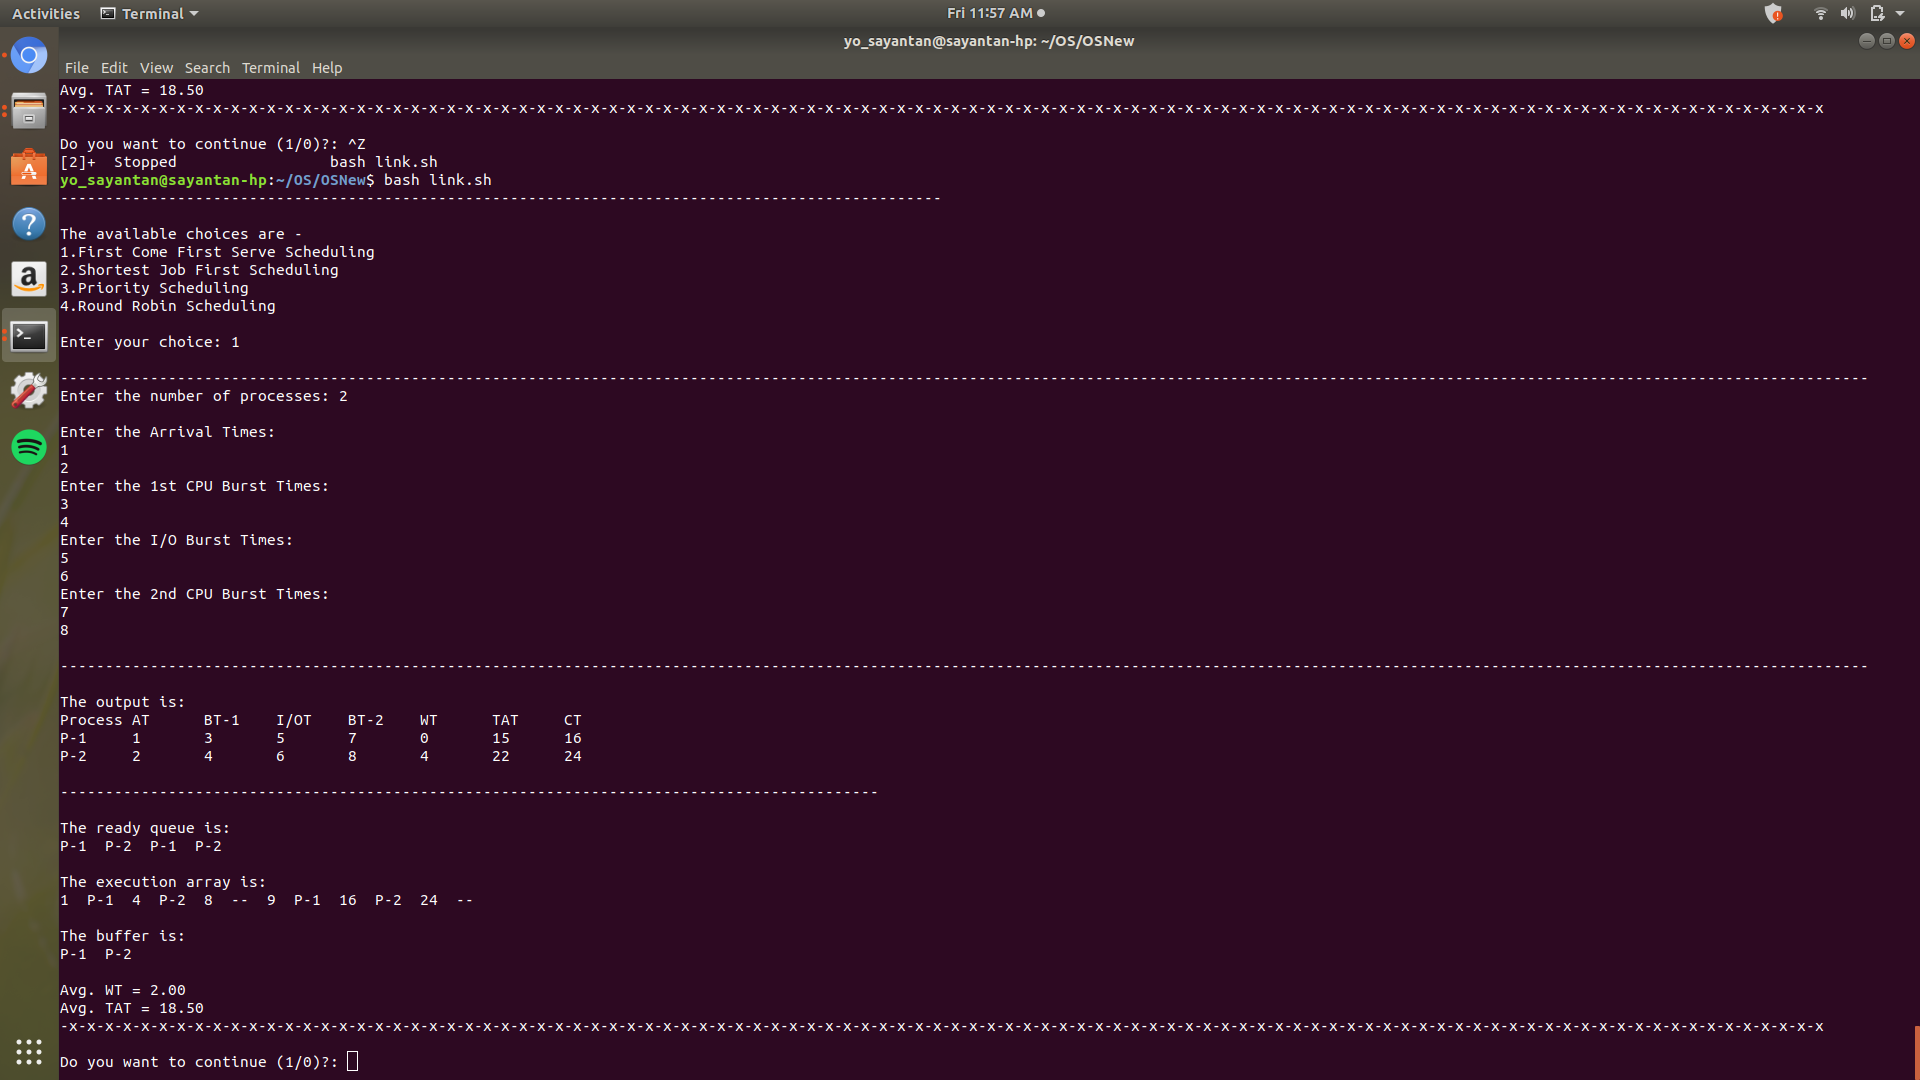 Activities Terminal Fri 11:57 AM
yo_sayantan@sayantan-hp: ~/OS/OSNew
File Edit View Search Terminal Help
Avg. TAT = 18.50
-x-x-x-x-x-x-x-x-x-x-x-x-x-x-x-x-x-x-x-x-x-x-x-x-x-x-x-x-x-x-x-x-x-x-x-x-x-x-x-x-x-x-x-x-x-x-x-x-x-x-x-x-x-x-x-x-x-x-x-x-x-x-x-x-x-x-x-x-x-x-x-x-x-x-x-x-x-x-x-x-x-x-x-x-x-x-x-x-x-x-x-x-x-x-x-x-x-x
Do you want to continue (1/0)?: ^Z
[2]+  Stopped                 bash link.sh
yo_sayantan@sayantan-hp:~/OS/OSNew$ bash link.sh
--------------------------------------------------------------------------------------------------
The available choices are -
1.First Come First Serve Scheduling
2.Shortest Job First Scheduling
3.Priority Scheduling
4.Round Robin Scheduling
Enter your choice: 1
---------------------------------------------------------------------------------------------------------------------------------------------------------------------------------------------------------
Enter the number of processes: 2
Enter the Arrival Times:
1
2
Enter the 1st CPU Burst Times:
3
4
Enter the I/O Burst Times:
5
6
Enter the 2nd CPU Burst Times:
7
8
---------------------------------------------------------------------------------------------------------------------------------------------------------------------------------------------------------
The output is:
Process AT      BT-1    I/OT    BT-2    WT      TAT     CT
P-1     1       3       5       7       0       15      16
P-2     2       4       6       8       4       22      24
-------------------------------------------------------------------------------------------
The ready queue is:
P-1  P-2  P-1  P-2
The execution array is:
1  P-1  4  P-2  8  --  9  P-1  16  P-2  24  --
The buffer is:
P-1  P-2
Avg. WT = 2.00
Avg. TAT = 18.50
-x-x-x-x-x-x-x-x-x-x-x-x-x-x-x-x-x-x-x-x-x-x-x-x-x-x-x-x-x-x-x-x-x-x-x-x-x-x-x-x-x-x-x-x-x-x-x-x-x-x-x-x-x-x-x-x-x-x-x-x-x-x-x-x-x-x-x-x-x-x-x-x-x-x-x-x-x-x-x-x-x-x-x-x-x-x-x-x-x-x-x-x-x-x-x-x-x-x
Do you want to continue (1/0)?: